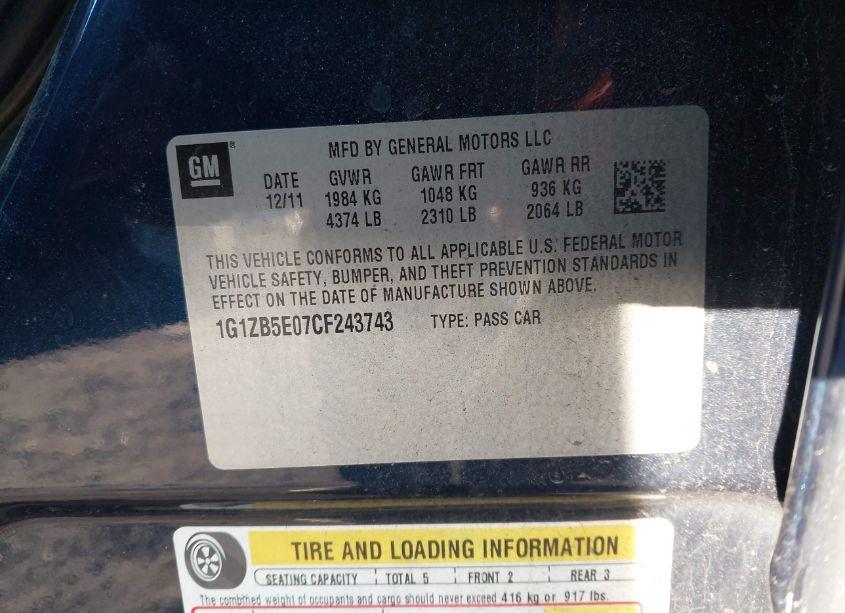 GM®
MFD BY GENERAL MOTORS LLC
DATE GVWR GAWR FRT GAWR RR
12/11 1984 KG 1048 KG 936 KG
4374 LB 2310 LB 2064 LB
THIS VEHICLE CONFORMS TO ALL APPLICABLE U.S. FEDERAL MOTOR
VEHICLE SAFETY, BUMPER, AND THEFT PREVENTION STANDARDS IN
EFFECT ON THE DATE OF MANUFACTURE SHOWN ABOVE.
1G1ZB5E07CF243743 TYPE: PASS CAR
TIRE AND LOADING INFORMATION
SEATING CAPACITY TOTAL 5 FRONT 2 REAR 3
The combined weight of occupants and cargo should never exceed 416 kg or 917 lbs.